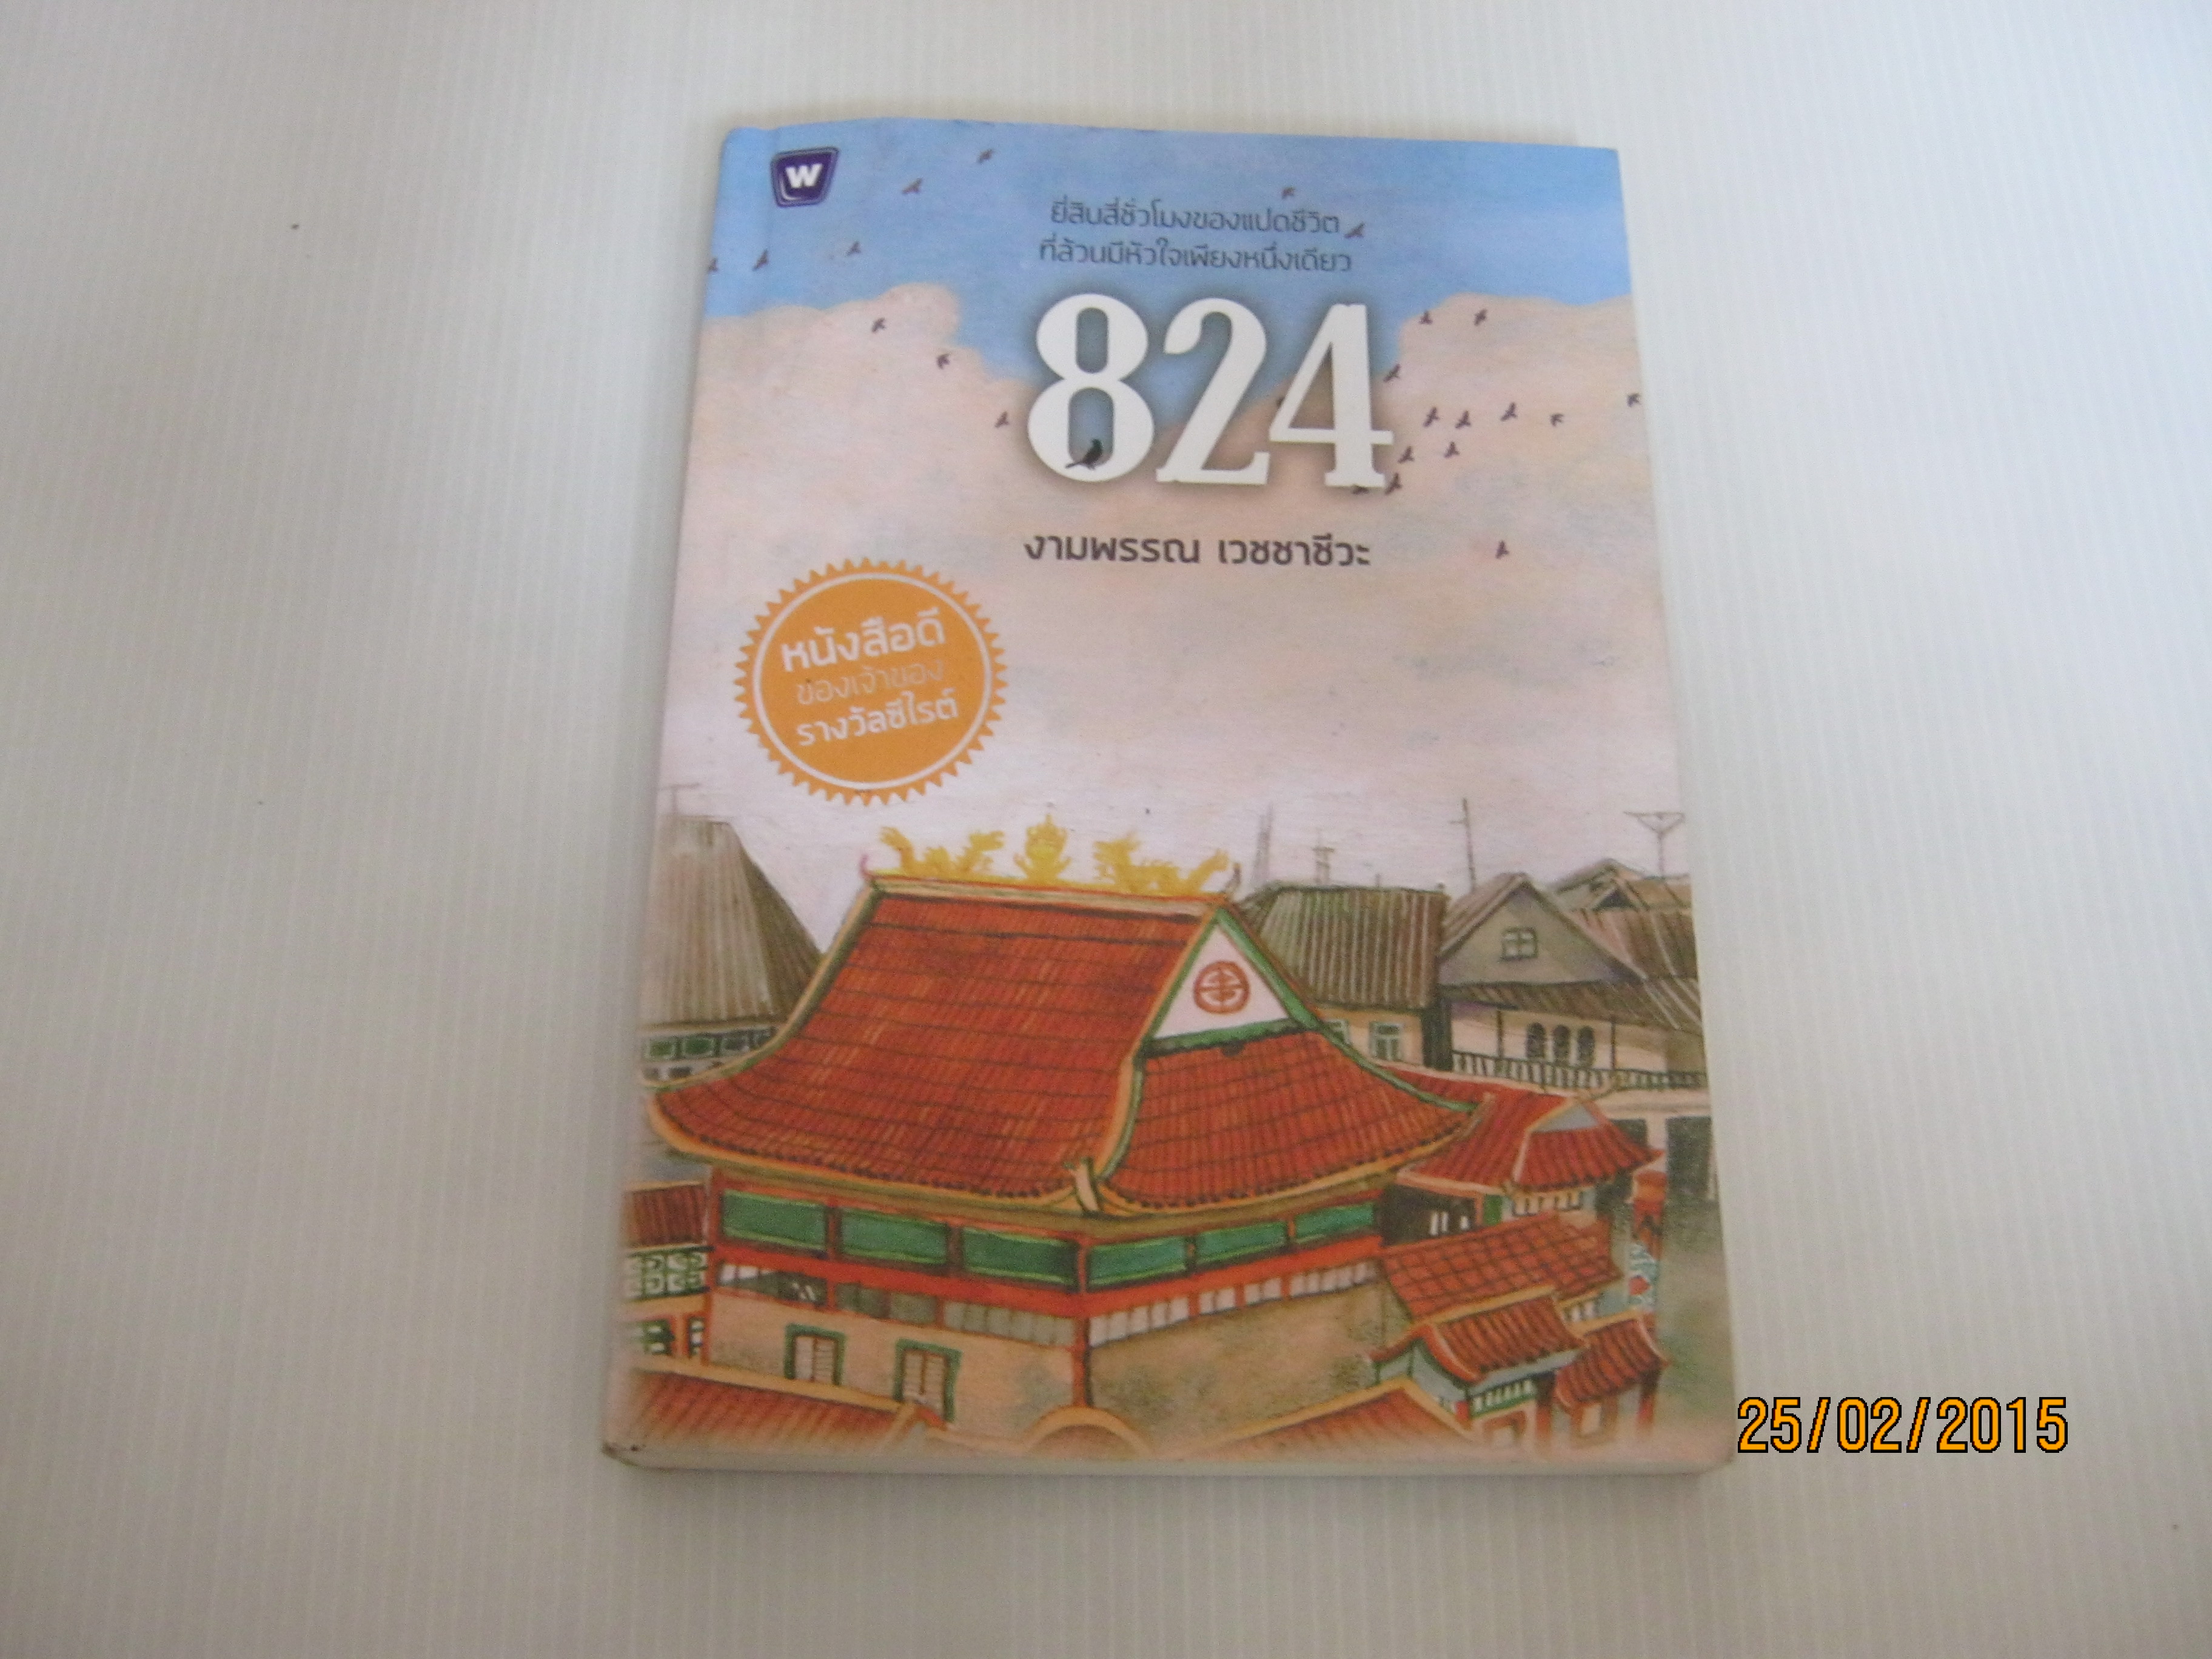 W
ยี่สิบสี่ชั่วโมงของแปดชีวิต
ที่ล้วนมีหัวใจเพียงหนึ่งเดียว
824
งามพรรณ เวชชาชีวะ
หนังสือดี
ของเจ้าของ
รางวัลซีไรต์
25/02/2015